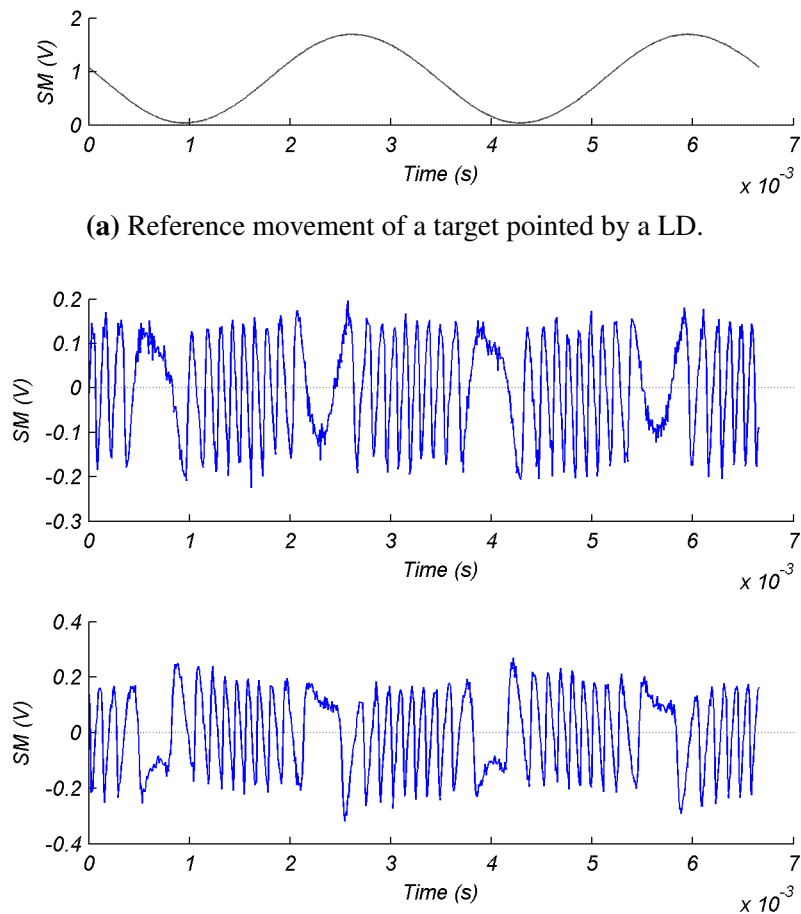 2
1
0
SM (V)
0 1 2 3 4 5 6 7
Time (s)
x 10^-3
(a) Reference movement of a target pointed by a LD.
0.2
0.1
0
-0.1
-0.2
-0.3
SM (V)
0 1 2 3 4 5 6 7
Time (s)
x 10^-3
0.4
0.2
0
-0.2
-0.4
SM (V)
0 1 2 3 4 5 6 7
Time (s)
x 10^-3